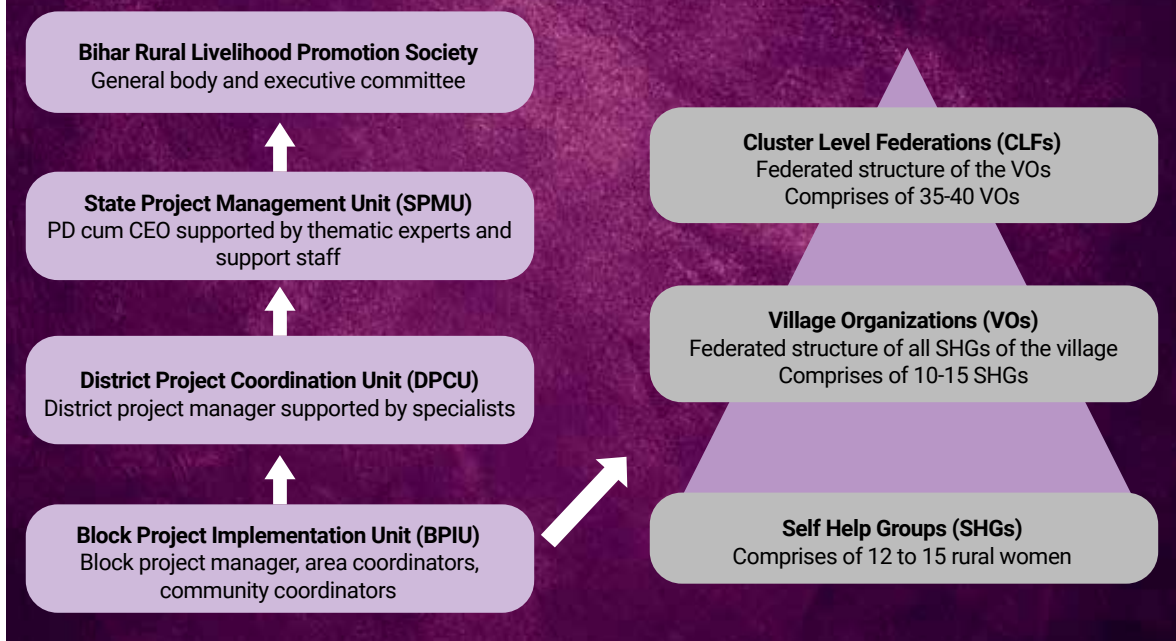 Bihar Rural Livelihood Promotion Society
General body and executive committee
State Project Management Unit (SPMU)
PD cum CEO supported by thematic experts and
support staff
District Project Coordination Unit (DPCU)
District project manager supported by specialists
Block Project Implementation Unit (BPIU)
Block project manager, area coordinators,
community coordinators
Cluster Level Federations (CLFs)
Federated structure of the VOs
Comprises of 35-40 VOs
Village Organizations (VOs)
Federated structure of all SHGs of the village
Comprises of 10-15 SHGs
Self Help Groups (SHGs)
Comprises of 12 to 15 rural women